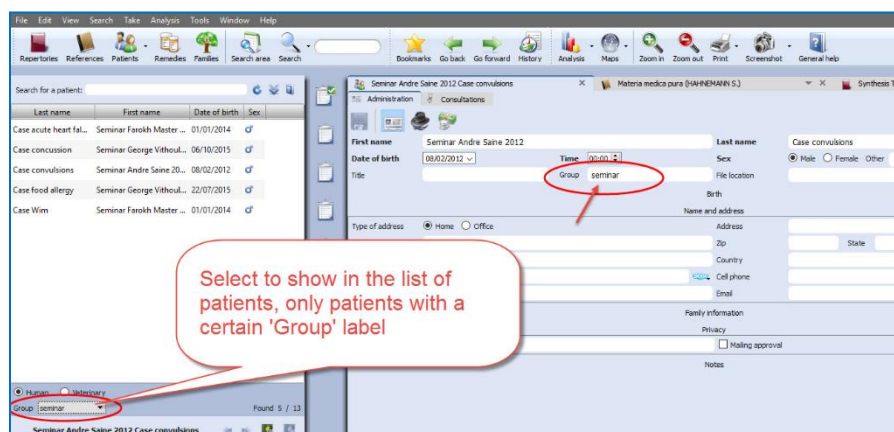 File Edit View Search Take Analysis Tools Window Help
Repertories References Patients Remedies Families Search area Search Bookmarks Go back Go forward History Analysis Maps Zoom in Zoom out Print Screenshot General help
Search for a patient:
Last name First name Date of birth Sex
Case acute heart fal... Seminar Farokh Master ... 01/01/2014
Case concussion Seminar George Vithoul... 06/10/2015
Case convulsions Seminar Andre Saine 20... 08/02/2012
Case food allergy Seminar George Vithoul... 22/07/2015
Case Wim Seminar Farokh Master ... 01/01/2014
Human Veterinary
Group seminar Found 5 / 13
Seminar Andre Saine 2012 Case convulsions
Seminar Andre Saine 2012 Case convulsions X Materia medica pura (HAHNEMANN S.) X Synthesis T
Administration Consultations
First name Seminar Andre Saine 2012 Last name Case convulsions
Date of birth 08/02/2012 Time 00:00 Sex Male Female Other
Title Group seminar File location
Birth
Name and address
Type of address Home Office Address
Zip State
Country
Cell phone
Email
Family information
Privacy
Mailing approval
Notes
Select to show in the list of
patients, only patients with a
certain 'Group' label